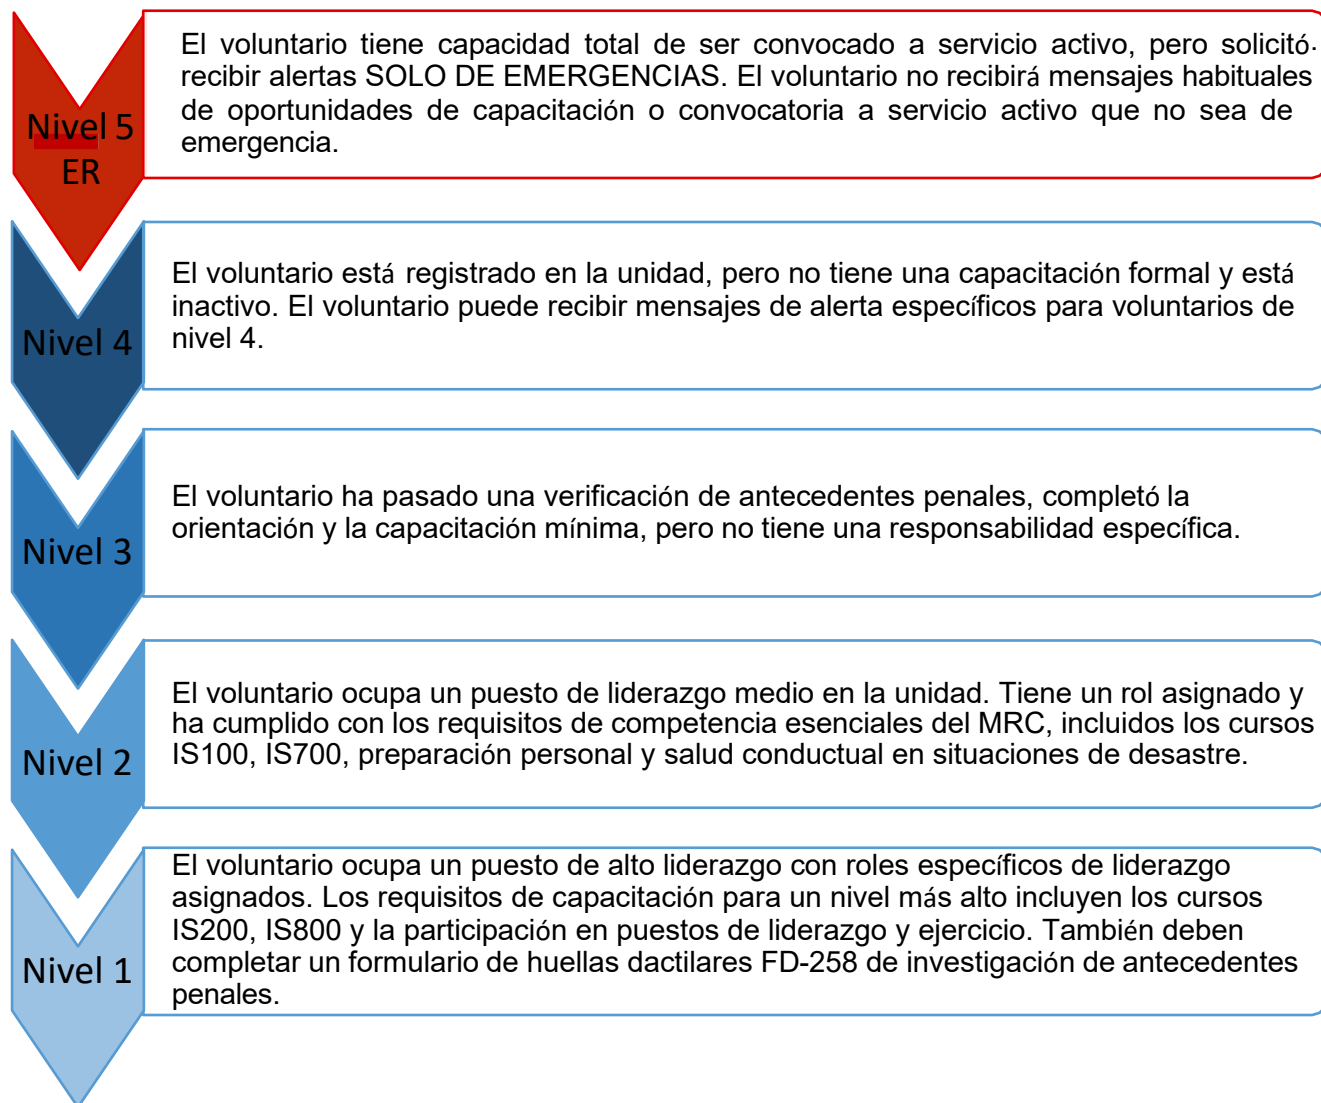 Nivel 5
ER
El voluntario tiene capacidad total de ser convocado a servicio activo, pero solicitó.
recibir alertas SOLO DE EMERGENCIAS. El voluntario no recibirá mensajes habituales
de oportunidades de capacitación o convocatoria a servicio activo que no sea de
emergencia.
Nivel 4
El voluntario está registrado en la unidad, pero no tiene una capacitación formal y está
inactivo. El voluntario puede recibir mensajes de alerta específicos para voluntarios de
nivel 4.
Nivel 3
El voluntario ha pasado una verificación de antecedentes penales, completó la
orientación y la capacitación mínima, pero no tiene una responsabilidad específica.
Nivel 2
El voluntario ocupa un puesto de liderazgo medio en la unidad. Tiene un rol asignado y
ha cumplido con los requisitos de competencia esenciales del MRC, incluidos los cursos
IS100, IS700, preparación personal y salud conductual en situaciones de desastre.
Nivel 1
El voluntario ocupa un puesto de alto liderazgo con roles específicos de liderazgo
asignados. Los requisitos de capacitación para un nivel más alto incluyen los cursos
IS200, IS800 y la participación en puestos de liderazgo y ejercicio. También deben
completar un formulario de huellas dactilares FD-258 de investigación de antecedentes
penales.